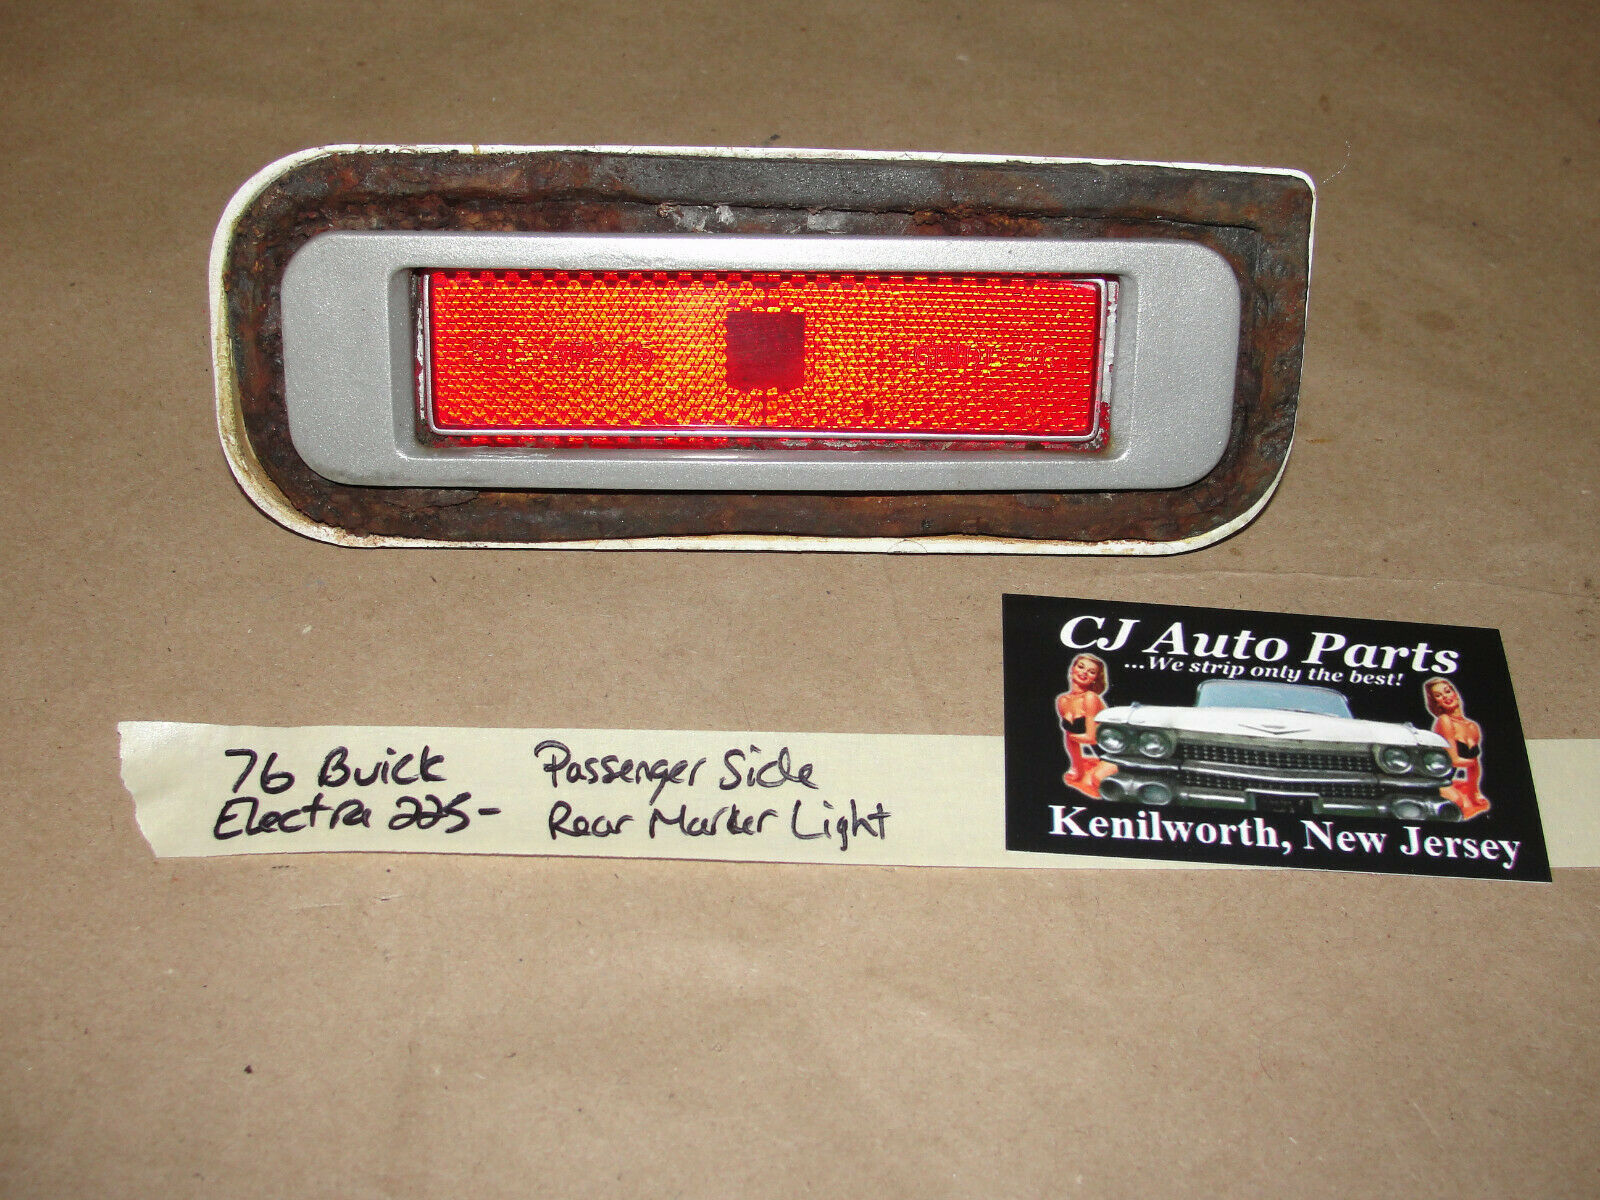 76 Buick Passenger Side
Electra 225- Rear Marker Light
CJ Auto Parts
...We strip only the best!
Kenilworth, New Jersey